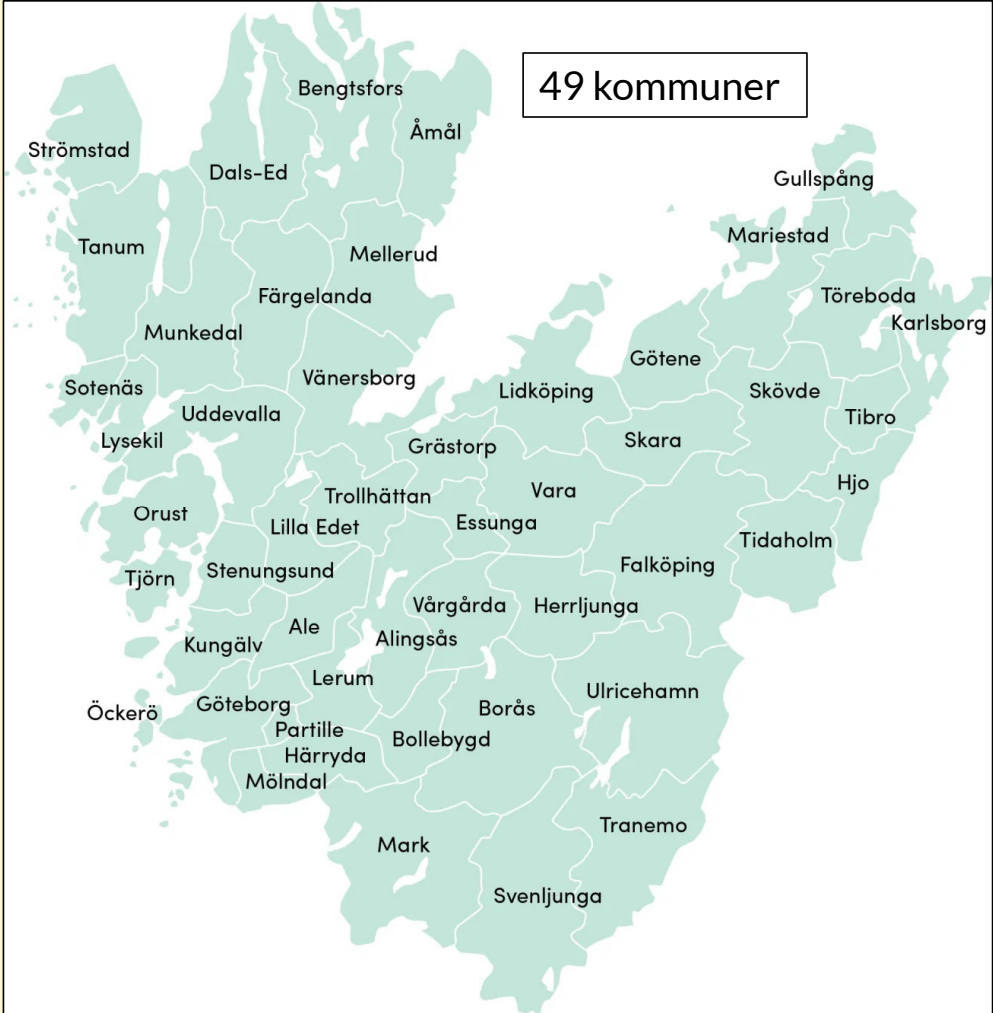 49 kommuner
Bengtsfors
Åmål
Strömstad
Dals-Ed
Gullspång
Mariestad
Tanum
Mellerud
Färgelanda
Töreboda
Karlsborg
Munkedal
Götene
Vänersborg
Sotenäs
Lidköping
Skövde
Uddevalla
Tibro
Lysekil
Grästorp
Skara
Hjo
Trollhättan
Vara
Orust
Lilla Edet
Essunga
Tidaholm
Falköping
Tjörn
Stenungsund
Vårgårda
Herrljunga
Ale
Alingsås
Kungälv
Lerum
Ulricehamn
Göteborg
Öckerö
Borås
Partille
Bollebygd
Härryda
Mölndal
Tranemo
Mark
Svenljunga